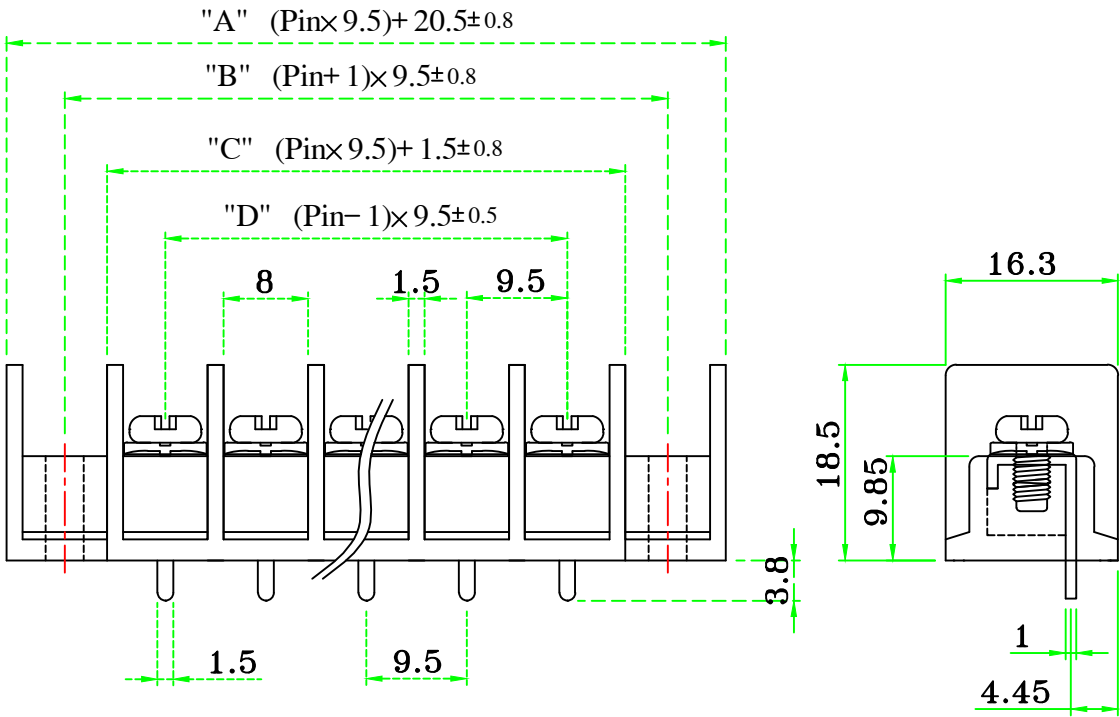 "A" (Pin×9.5)+20.5±0.8
"B" (Pin+1)×9.5±0.8
"C" (Pin×9.5)+1.5±0.8
"D" (Pin−1)×9.5±0.5
8
1.5
9.5
16.3
18.5
9.85
3.8
1.5
9.5
1
4.45